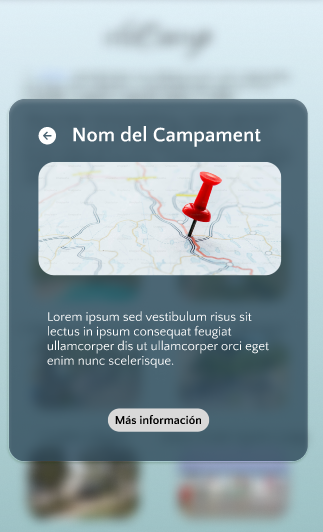 Nom del Campament
Lorem ipsum sed vestibulum risus sit
lectus in ipsum consequat feugiat
ullamcorper dis ut ullamcorper orci eget
enim nunc scelerisque.
Más información